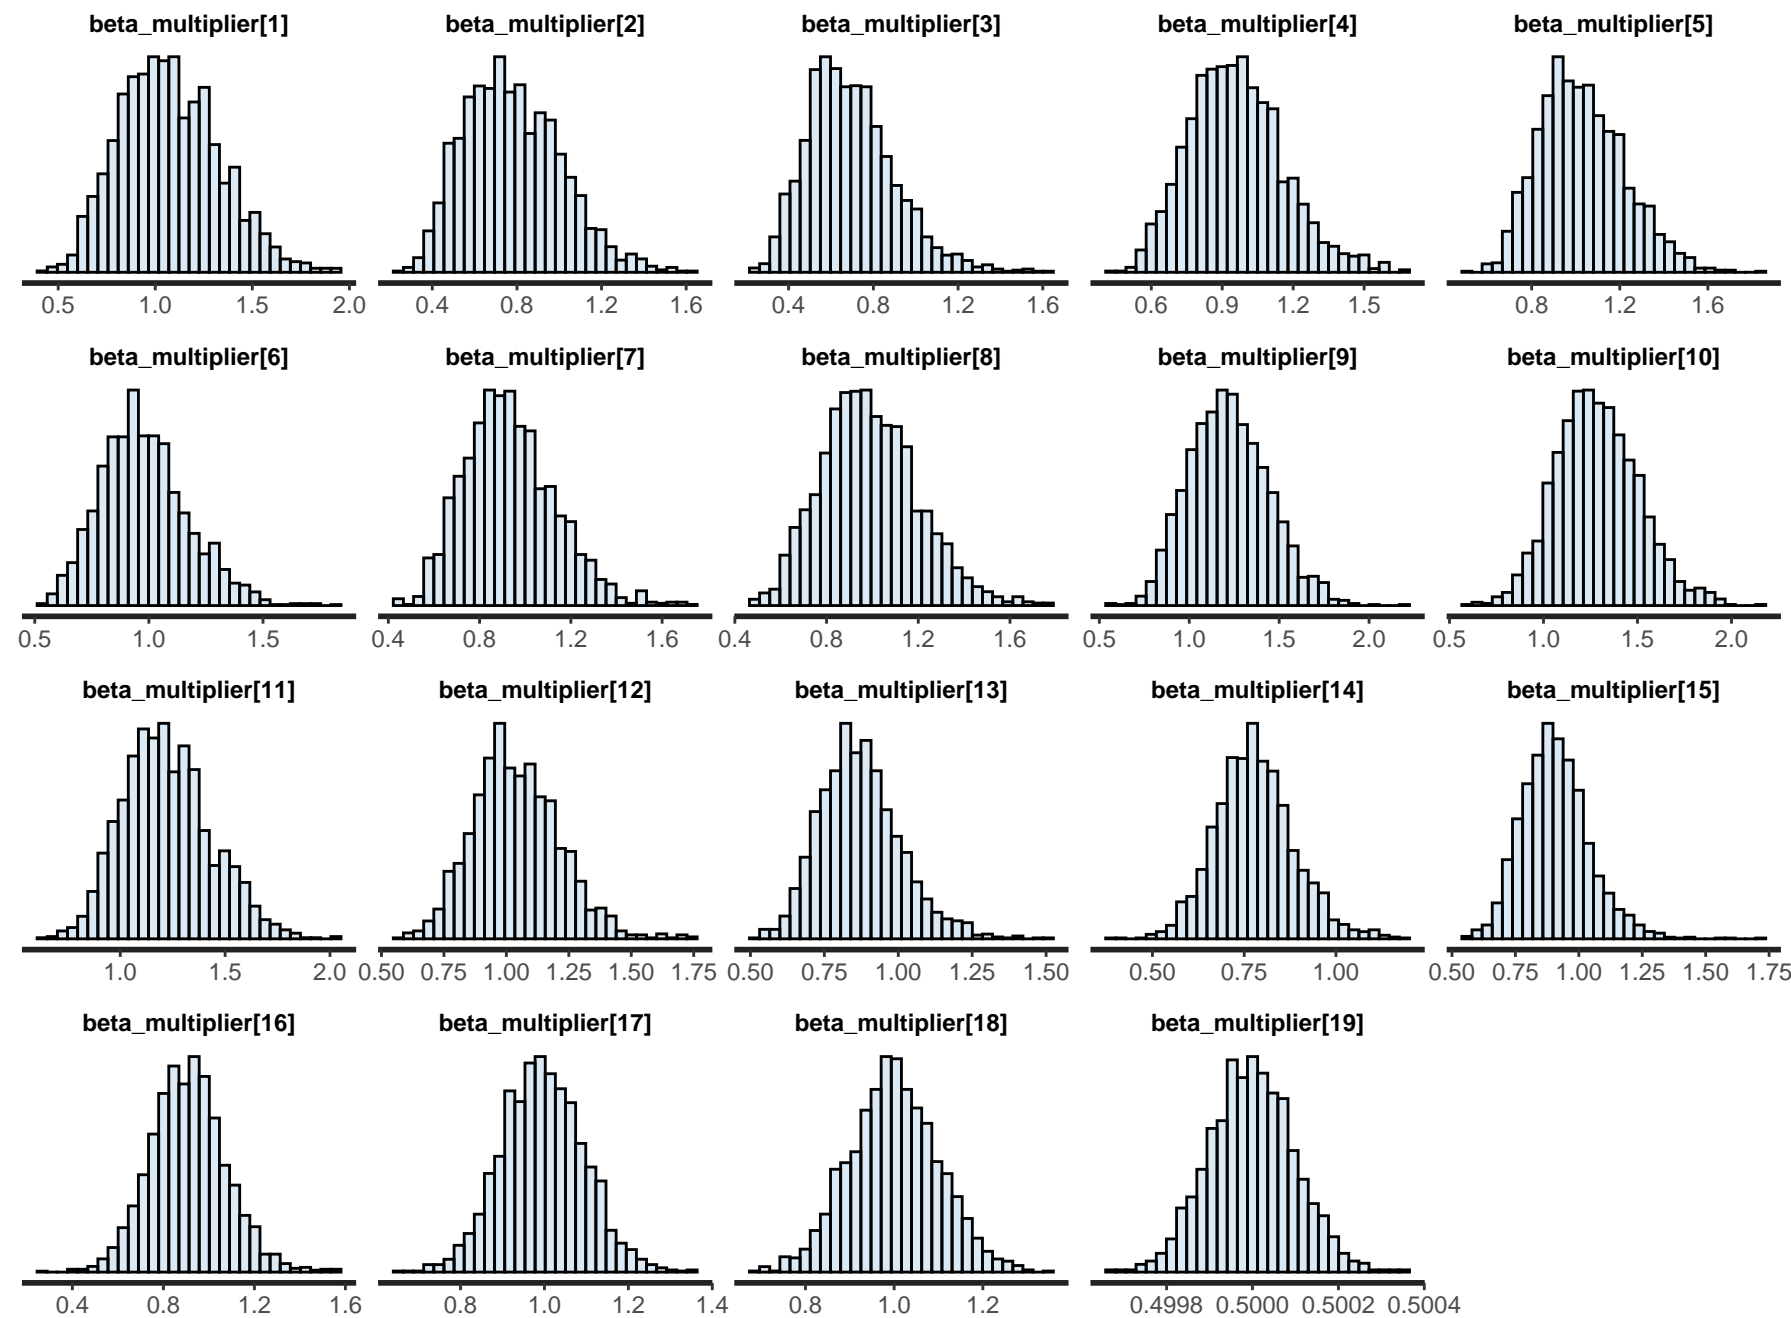 beta_multiplier[1] beta_multiplier[2] beta_multiplier[3] beta_multiplier[4] beta_multiplier[5]
0.5 1.0 1.5 2.0 0.4 0.8 1.2 1.6 0.4 0.8 1.2 1.6 0.6 0.9 1.2 1.5 0.8 1.2 1.6
beta_multiplier[6] beta_multiplier[7] beta_multiplier[8] beta_multiplier[9] beta_multiplier[10]
0.5 1.0 1.5 0.4 0.8 1.2 1.6 0.4 0.8 1.2 1.6 0.5 1.0 1.5 2.0 0.5 1.0 1.5 2.0
beta_multiplier[11] beta_multiplier[12] beta_multiplier[13] beta_multiplier[14] beta_multiplier[15]
1.0 1.5 2.0 0.50 0.75 1.00 1.25 1.50 1.75 0.50 0.75 1.00 1.25 1.50 0.50 0.75 1.00 0.50 0.75 1.00 1.25 1.50 1.75
beta_multiplier[16] beta_multiplier[17] beta_multiplier[18] beta_multiplier[19]
0.4 0.8 1.2 1.6 0.8 1.0 1.2 1.4 0.8 1.0 1.2 0.4998 0.5000 0.5002 0.5004